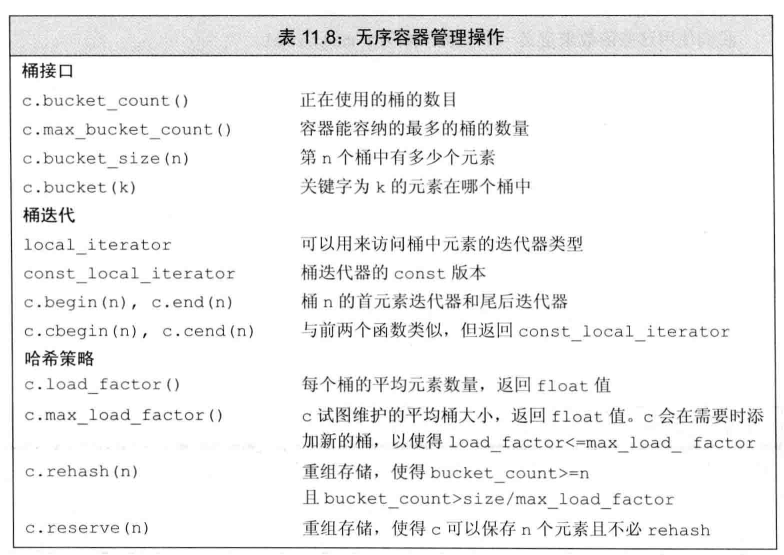 表 11.8：无序容器管理操作
桶接口
c.bucket_count() 正在使用的桶的数目
c.max_bucket_count() 容器能容纳的最多的桶的数量
c.bucket_size(n) 第 n 个桶中有多少个元素
c.bucket(k) 关键字为 k 的元素在哪个桶中
桶迭代
local_iterator 可以用来访问桶中元素的迭代器类型
const_local_iterator 桶迭代器的 const 版本
c.begin(n), c.end(n) 桶 n 的首元素迭代器和尾后迭代器
c.cbegin(n), c.cend(n) 与前两个函数类似，但返回 const_local_iterator
哈希策略
c.load_factor() 每个桶的平均元素数量，返回 float 值
c.max_load_factor() c 试图维护的平均桶大小，返回 float 值。c 会在需要时添
加新的桶，以使得 load_factor<=max_load_ factor
c.rehash(n) 重组存储，使得 bucket_count>=n
且 bucket_count>size/max_load_factor
c.reserve(n) 重组存储，使得 c 可以保存 n 个元素且不必 rehash